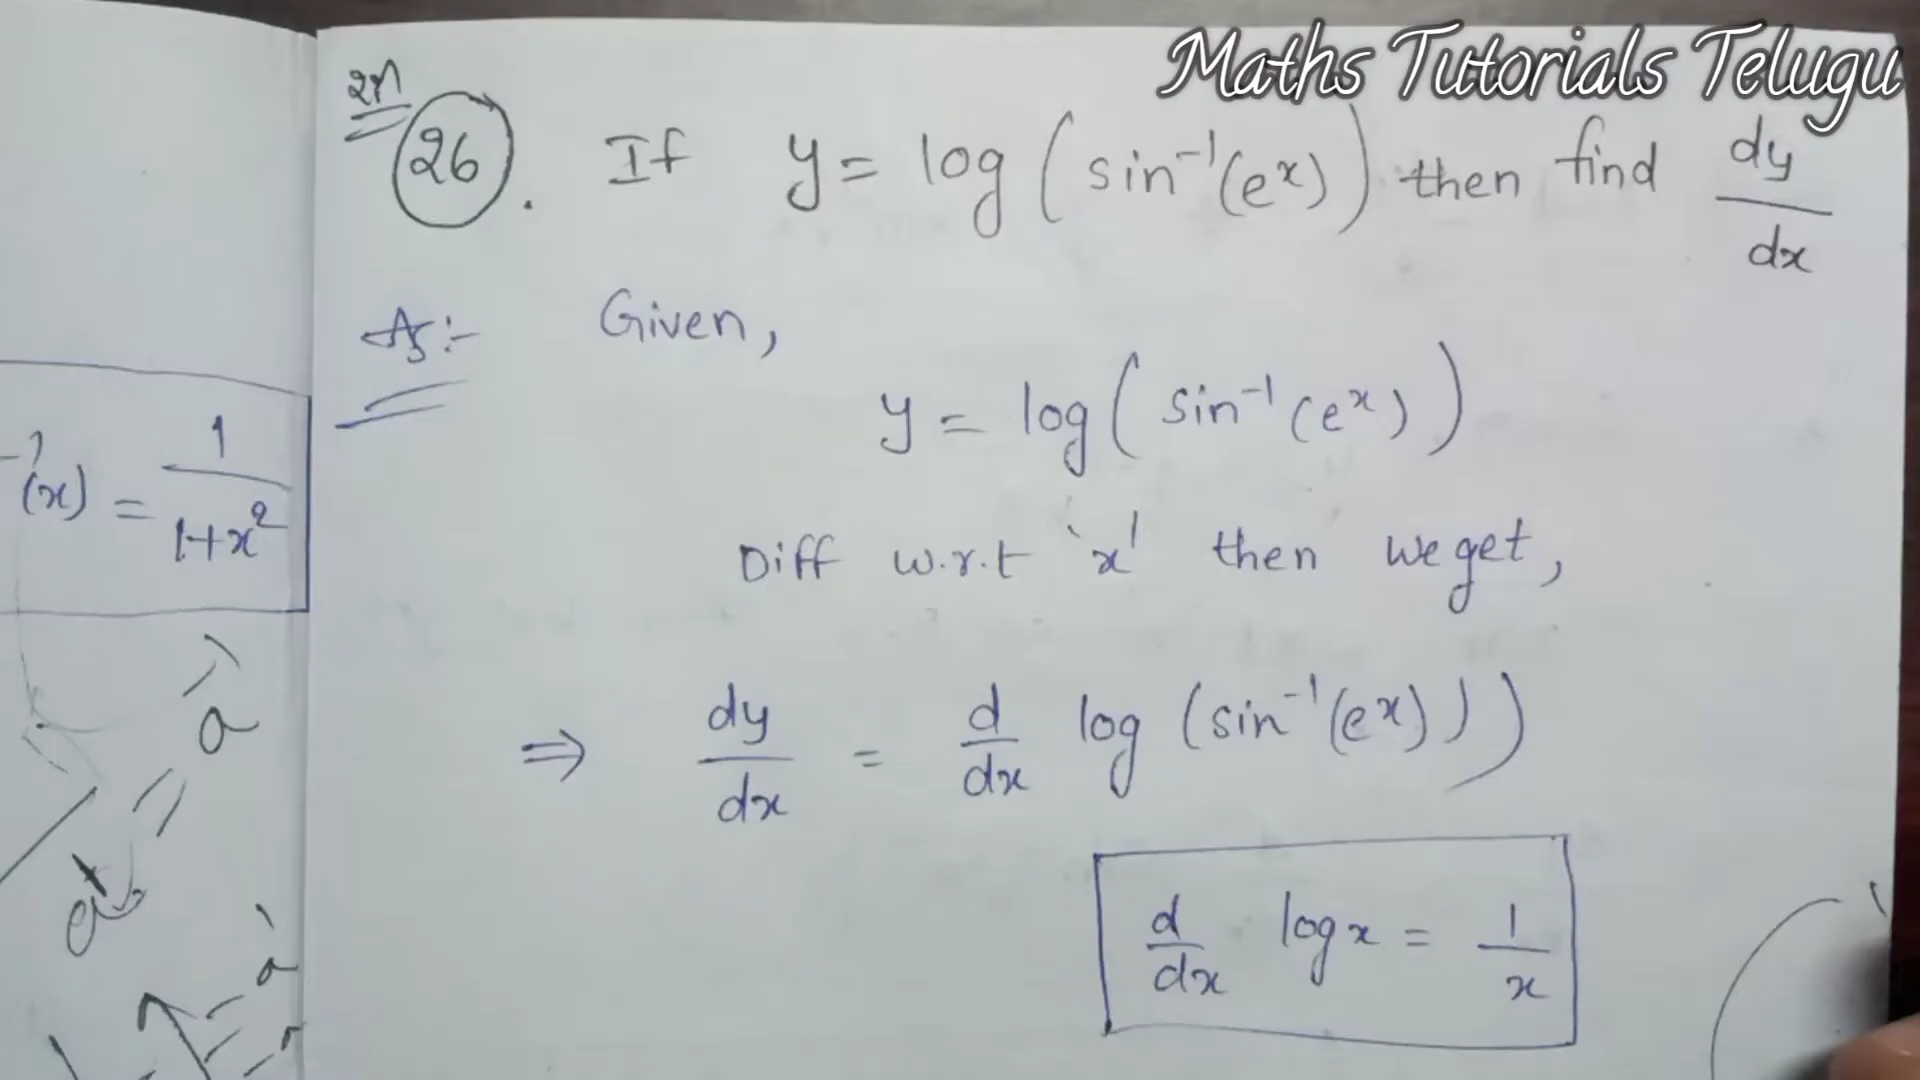 Maths Tutorials Telugu
26. If y = log (sin⁻¹(eˣ)) then find dy/dx
Given,
y = log (sin⁻¹ (eˣ))
Diff w.r.t 'x' then we get,
⇒ dy/dx = d/dx log (sin⁻¹(eˣ)))
d/dx log x = 1/x
(x) = 1/1+x²